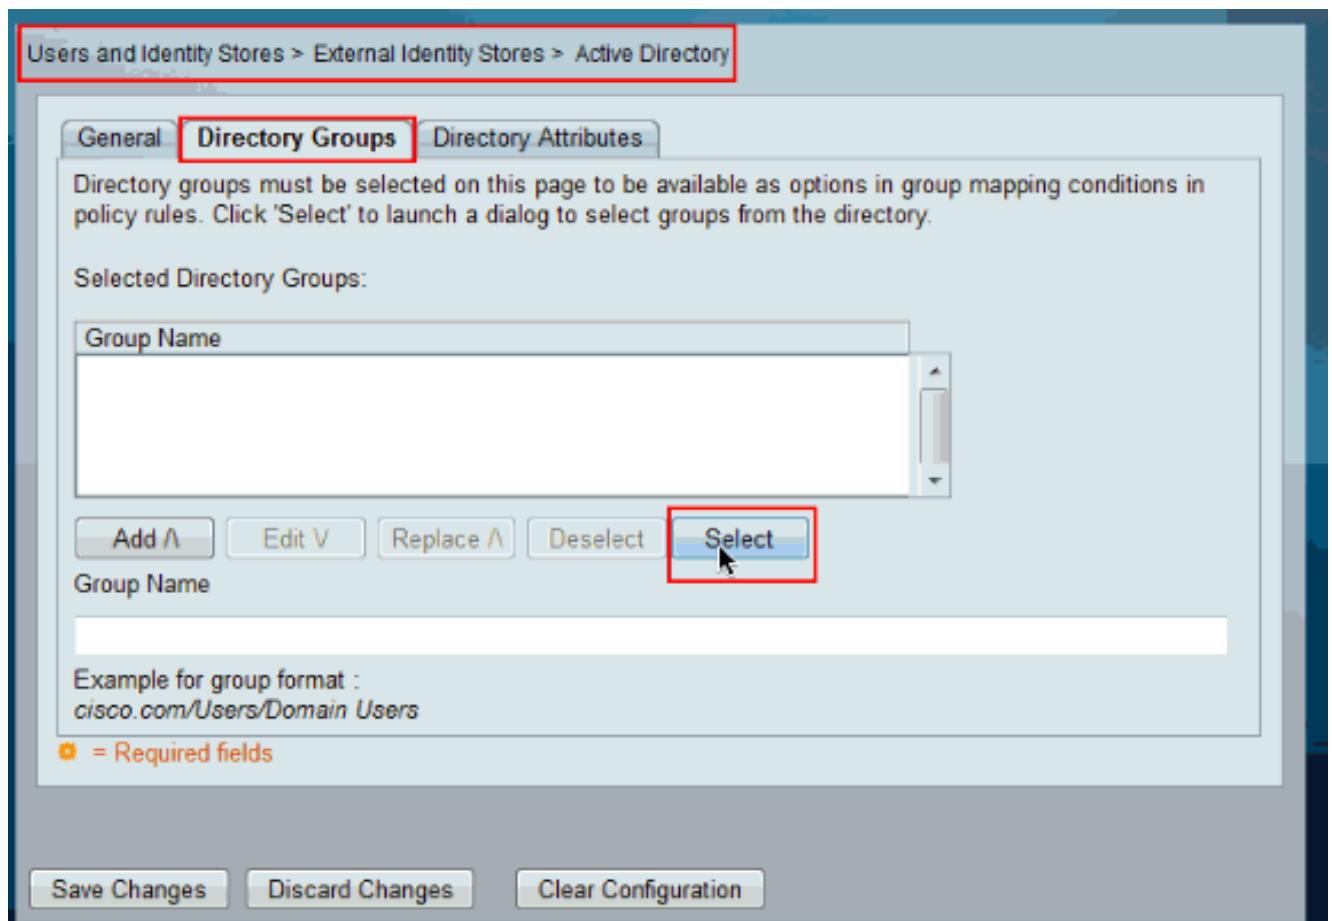 Users and Identity Stores > External Identity Stores > Active Directory
General Directory Groups Directory Attributes
Directory groups must be selected on this page to be available as options in group mapping conditions in
policy rules. Click 'Select' to launch a dialog to select groups from the directory.
Selected Directory Groups:
Group Name
Add /\ Edit V Replace /\ Deselect Select
Group Name
Example for group format :
cisco.com/Users/Domain Users
= Required fields
Save Changes Discard Changes Clear Configuration